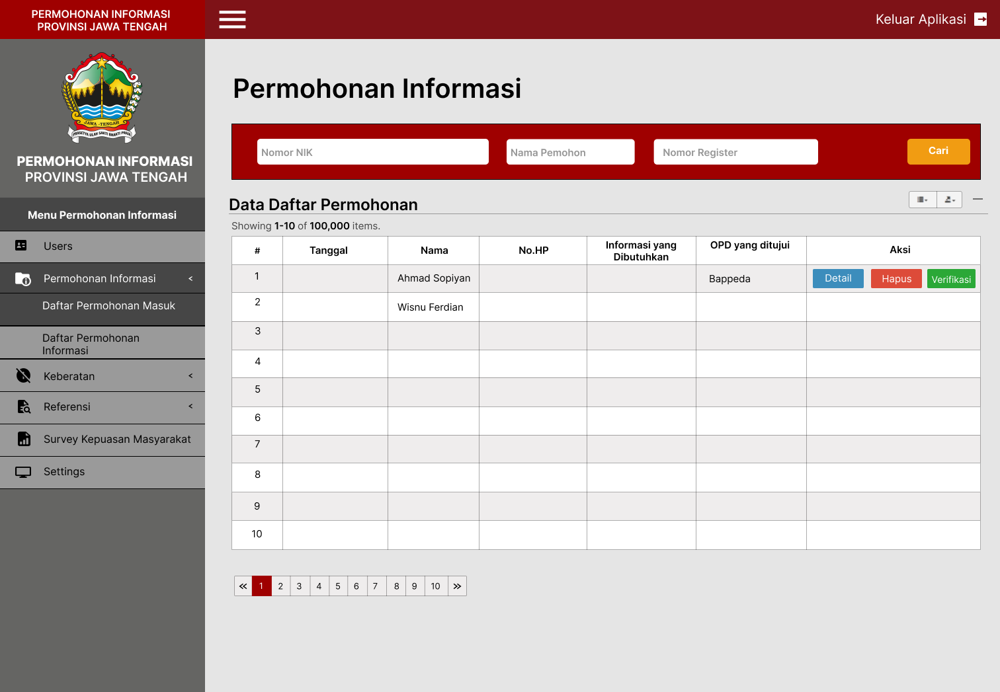 PERMOHONAN INFORMASI
PROVINSI JAWA TENGAH
Keluar Aplikasi
JAWA - TENGAH
PRASETYA ULAH SAKTI BHAKTI PRAJA
PERMOHONAN INFORMASI
PROVINSI JAWA TENGAH
Menu Permohonan Informasi
Users
Permohonan Informasi <
Daftar Permohonan Masuk
Daftar Permohonan
Informasi
Keberatan <
Referensi <
Survey Kepuasan Masyarakat
Settings
Permohonan Informasi
Nomor NIK Nama Pemohon Nomor Register Cari
Data Daftar Permohonan
Showing 1-10 of 100,000 items.
# Tanggal Nama No.HP Informasi yang Dibutuhkan OPD yang ditujui Aksi
1 Ahmad Sopiyan Bappeda Detail Hapus Verifikasi
2 Wisnu Ferdian
3
4
5
6
7
8
9
10
« 1 2 3 4 5 6 7 8 9 10 »